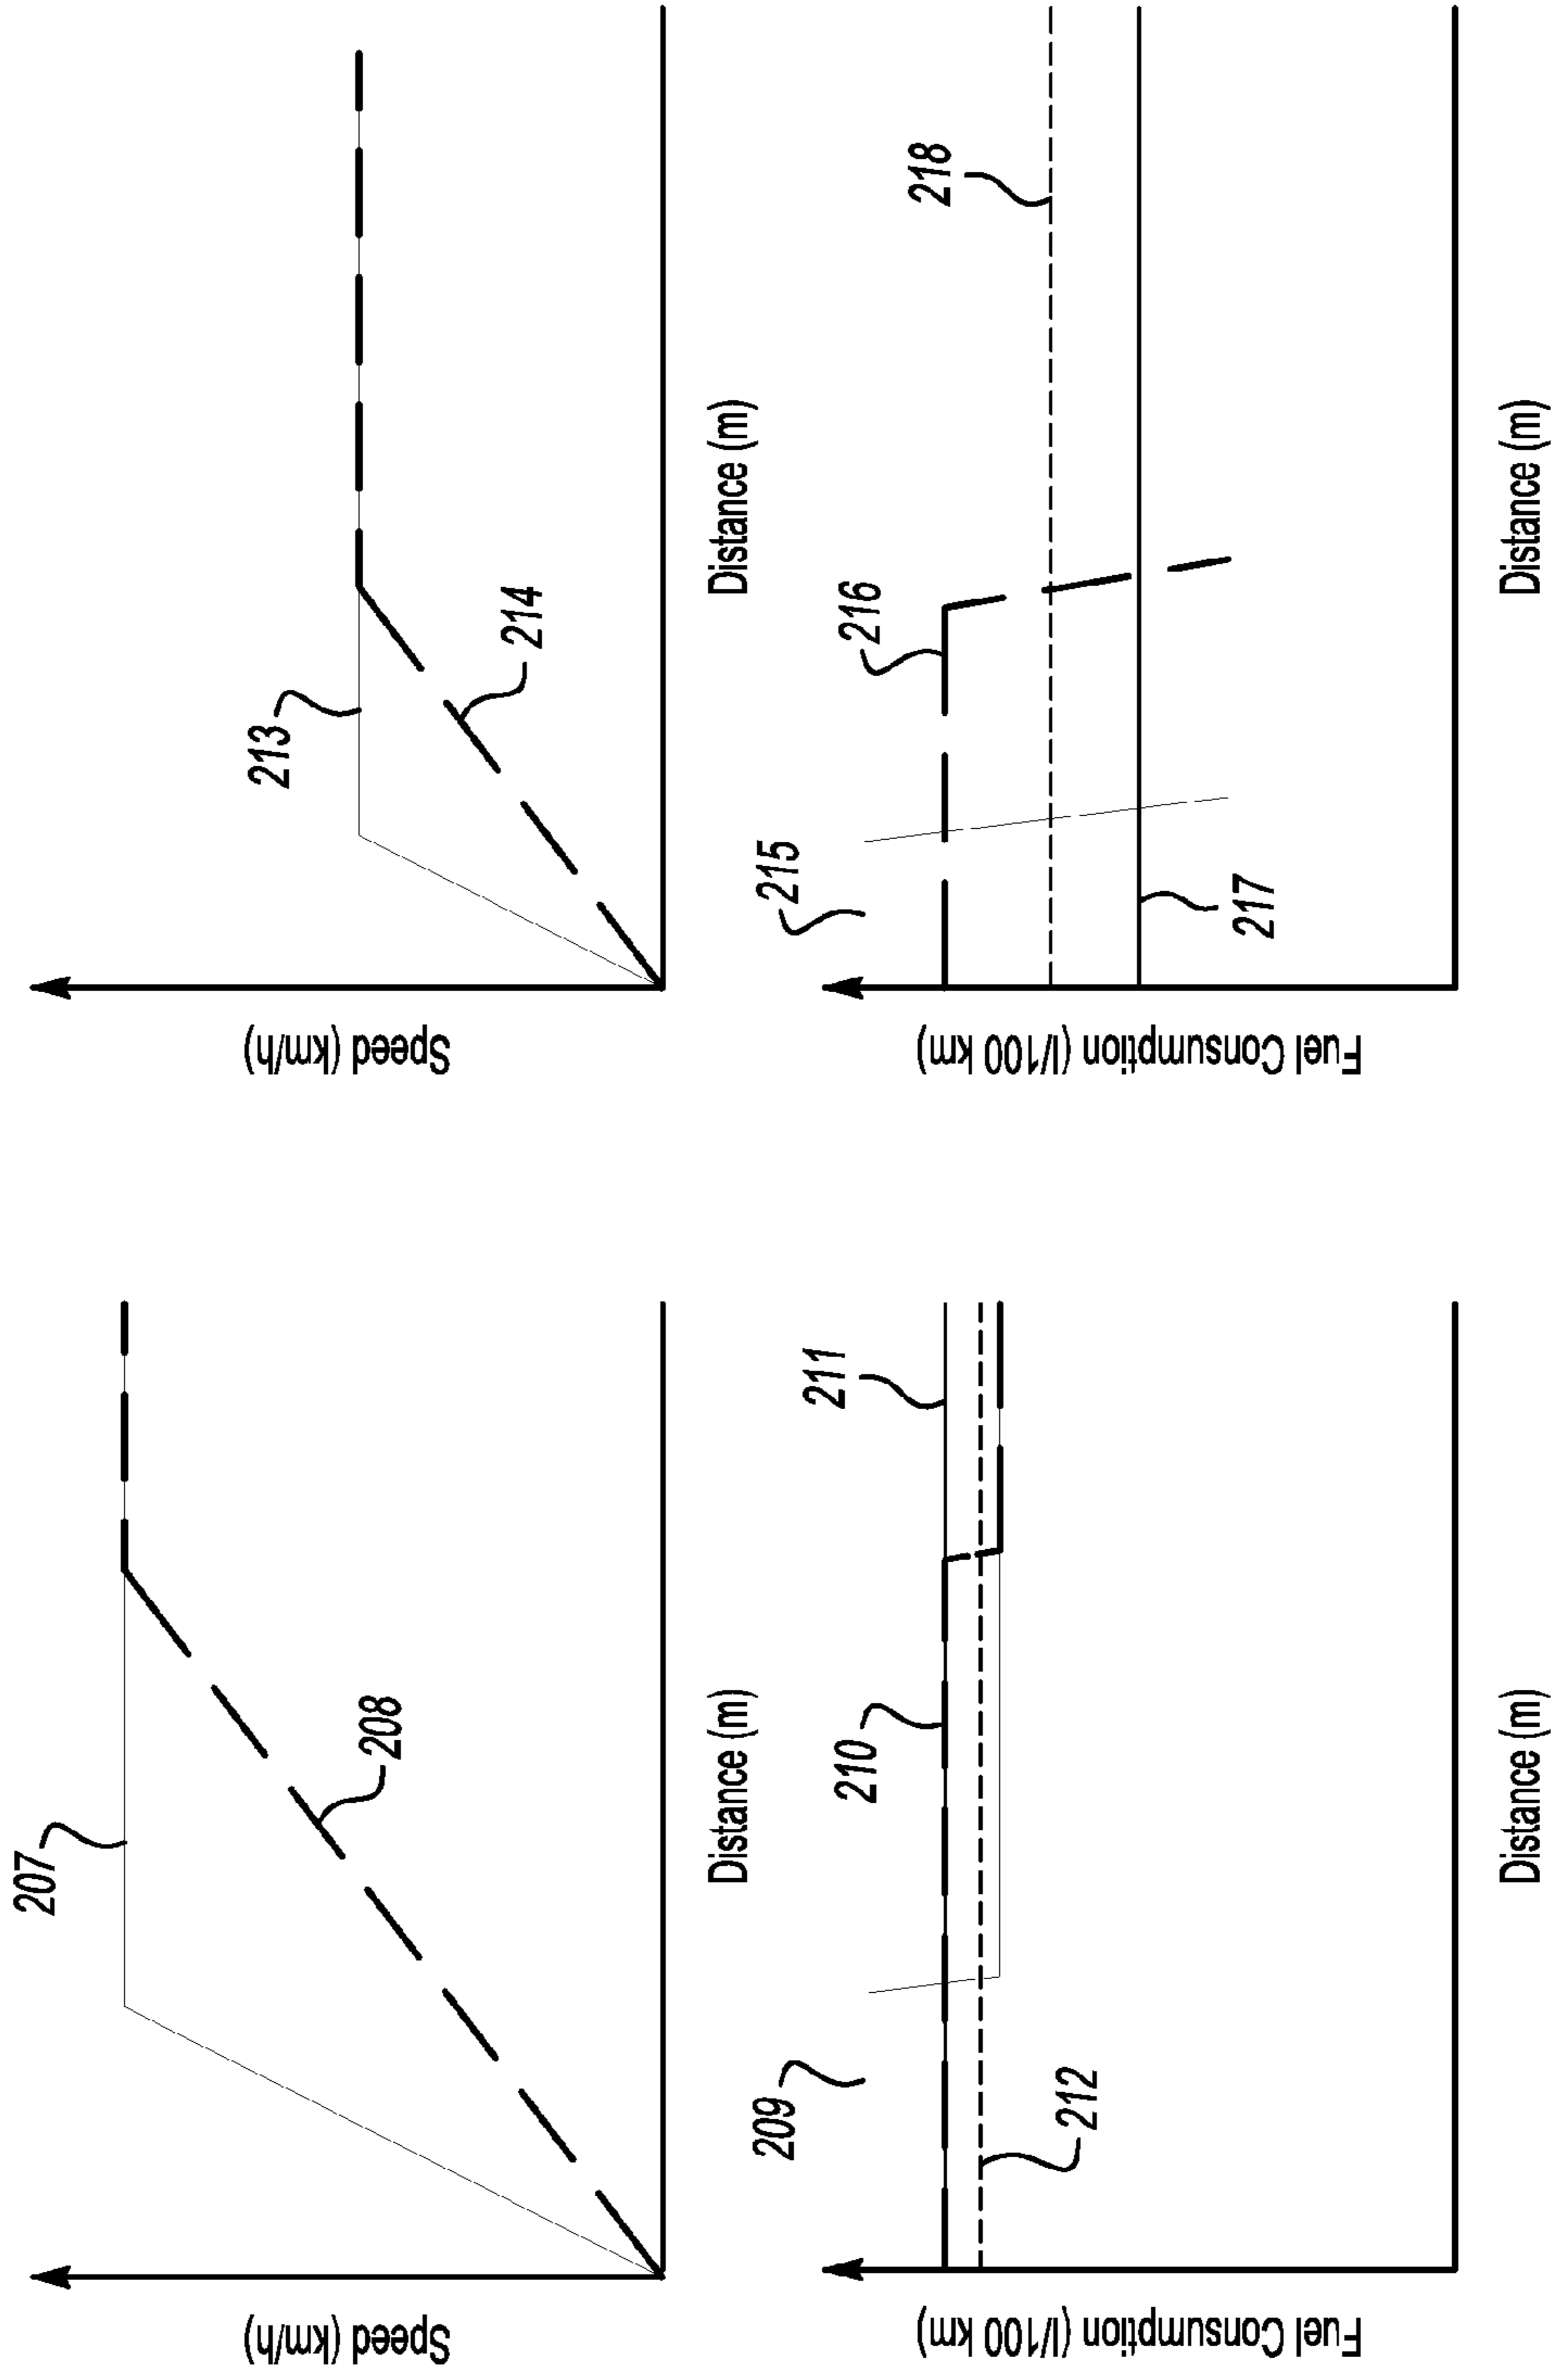 Speed (km/h)
207
208
Distance (m)
Fuel Consumption (l/100 km)
209
210
211
212
Distance (m)
Speed (km/h)
213
214
Distance (m)
Fuel Consumption (l/100 km)
215
216
218
217
Distance (m)